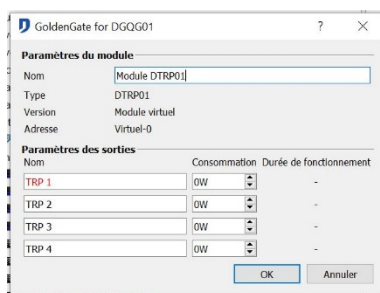 GoldenGate for DGQG01
Paramètres du module
Nom Module DTRP01
Type DTRP01
Version Module virtuel
Adresse Virtuel-0
Paramètres des sorties
Nom Consommation Durée de fonctionnement
TRP 1 0W -
TRP 2 0W -
TRP 3 0W -
TRP 4 0W -
OK Annuler